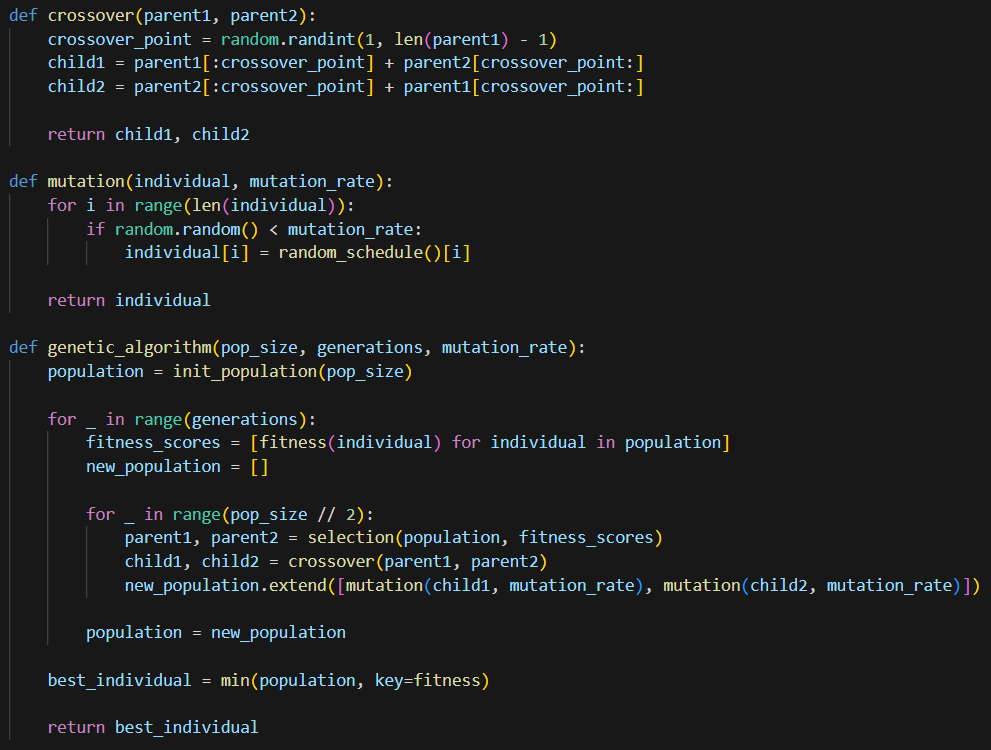 def crossover(parent1, parent2):
    crossover_point = random.randint(1, len(parent1) - 1)
    child1 = parent1[:crossover_point] + parent2[crossover_point:]
    child2 = parent2[:crossover_point] + parent1[crossover_point:]

    return child1, child2

def mutation(individual, mutation_rate):
    for i in range(len(individual)):
        if random.random() < mutation_rate:
            individual[i] = random_schedule()[i]

    return individual

def genetic_algorithm(pop_size, generations, mutation_rate):
    population = init_population(pop_size)

    for _ in range(generations):
        fitness_scores = [fitness(individual) for individual in population]
        new_population = []

        for _ in range(pop_size // 2):
            parent1, parent2 = selection(population, fitness_scores)
            child1, child2 = crossover(parent1, parent2)
            new_population.extend([mutation(child1, mutation_rate), mutation(child2, mutation_rate)])

        population = new_population

    best_individual = min(population, key=fitness)

    return best_individual